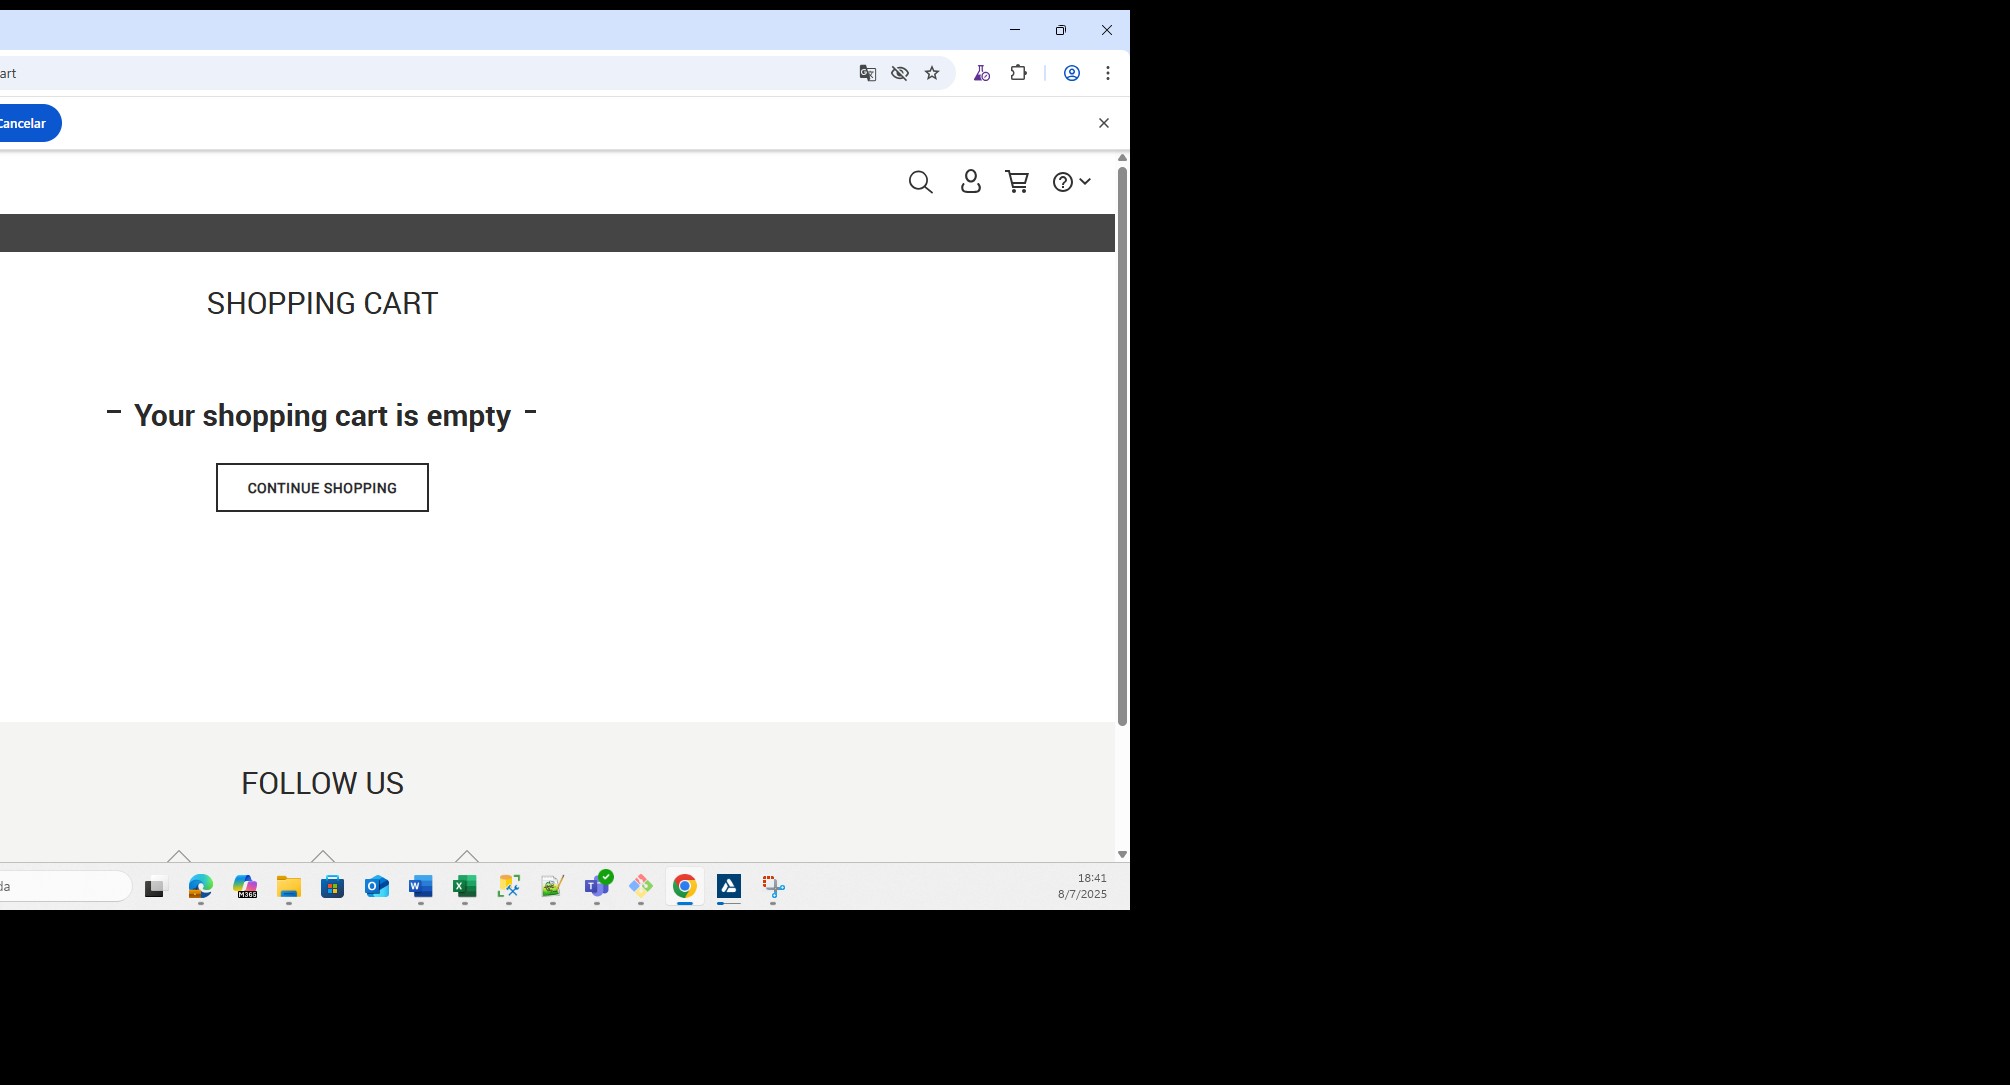 art
Cancelar
SHOPPING CART
– Your shopping cart is empty –
CONTINUE SHOPPING
FOLLOW US
da
M365
18:41
8/7/2025